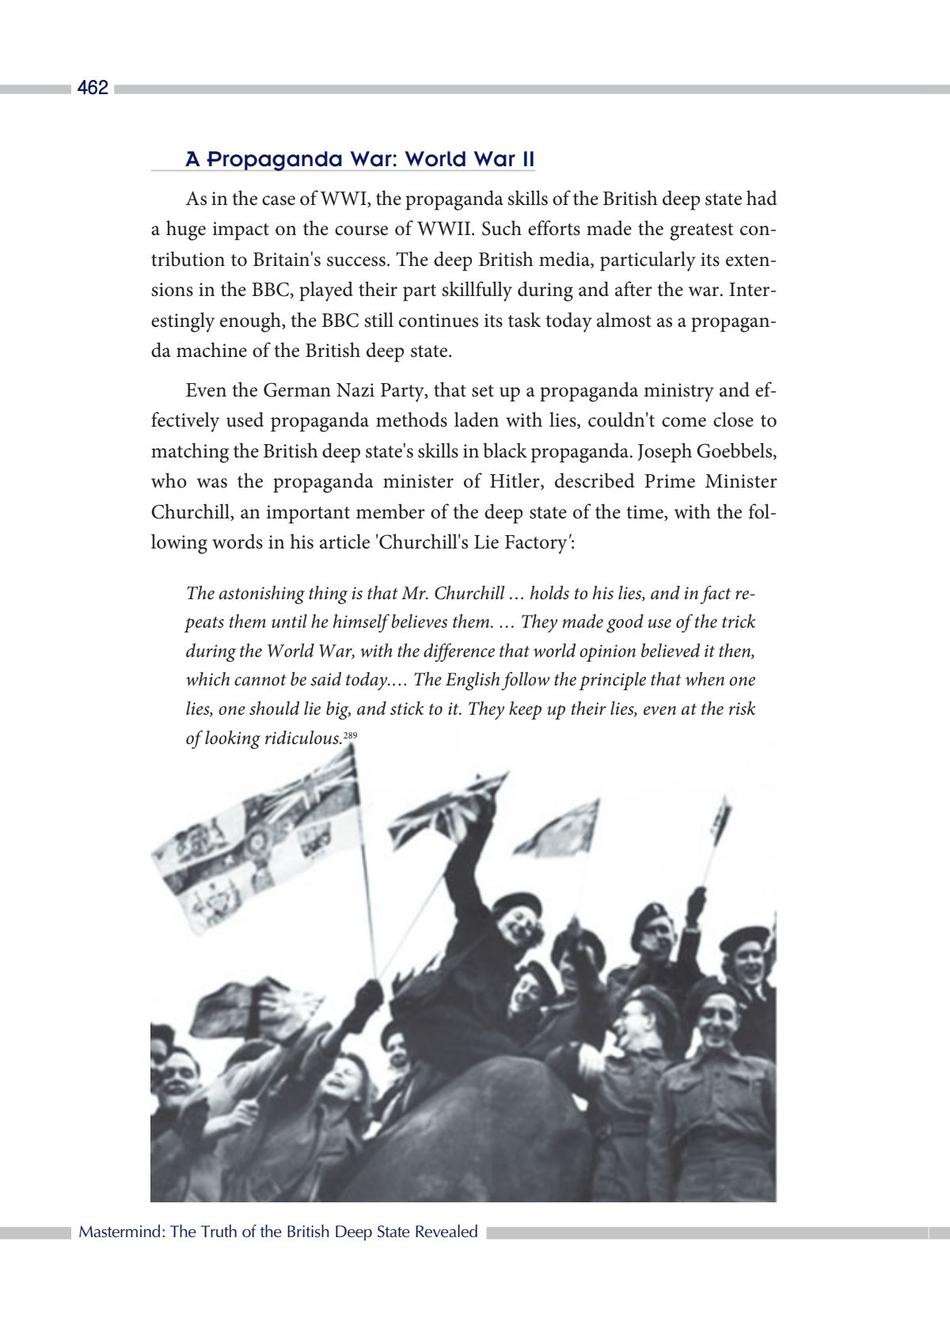 462
A Propaganda War: World War II
As in the case of WWI, the propaganda skills of the British deep state had
a huge impact on the course of WWII. Such efforts made the greatest con-
tribution to Britain's success. The deep British media, particularly its exten-
sions in the BBC, played their part skillfully during and after the war. Inter-
estingly enough, the BBC still continues its task today almost as a propagan-
da machine of the British deep state.
Even the German Nazi Party, that set up a propaganda ministry and ef-
fectively used propaganda methods laden with lies, couldn't come close to
matching the British deep state's skills in black propaganda. Joseph Goebbels,
who was the propaganda minister of Hitler, described Prime Minister
Churchill, an important member of the deep state of the time, with the fol-
lowing words in his article 'Churchill's Lie Factory':
The astonishing thing is that Mr. Churchill … holds to his lies, and in fact re-
peats them until he himself believes them. … They made good use of the trick
during the World War, with the difference that world opinion believed it then,
which cannot be said today.… The English follow the principle that when one
lies, one should lie big, and stick to it. They keep up their lies, even at the risk
of looking ridiculous.289
Mastermind: The Truth of the British Deep State Revealed